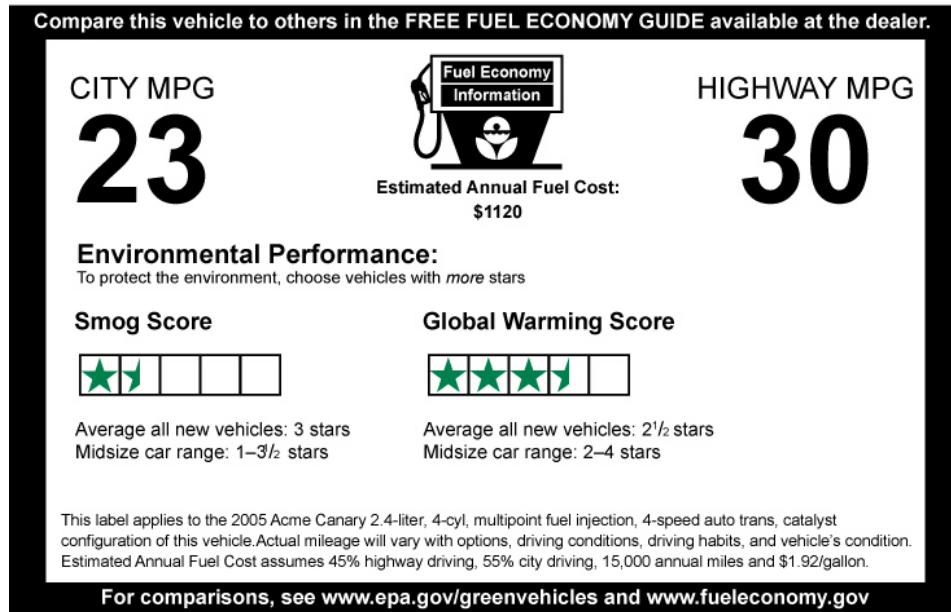 Compare this vehicle to others in the FREE FUEL ECONOMY GUIDE available at the dealer.
CITY MPG
23
Fuel Economy
Information
Estimated Annual Fuel Cost:
$1120
HIGHWAY MPG
30
Environmental Performance:
To protect the environment, choose vehicles with more stars
Smog Score
Average all new vehicles: 3 stars
Midsize car range: 1–3½ stars
Global Warming Score
Average all new vehicles: 2½ stars
Midsize car range: 2–4 stars
This label applies to the 2005 Acme Canary 2.4-liter, 4-cyl, multipoint fuel injection, 4-speed auto trans, catalyst
configuration of this vehicle.Actual mileage will vary with options, driving conditions, driving habits, and vehicle's condition.
Estimated Annual Fuel Cost assumes 45% highway driving, 55% city driving, 15,000 annual miles and $1.92/gallon.
For comparisons, see www.epa.gov/greenvehicles and www.fueleconomy.gov